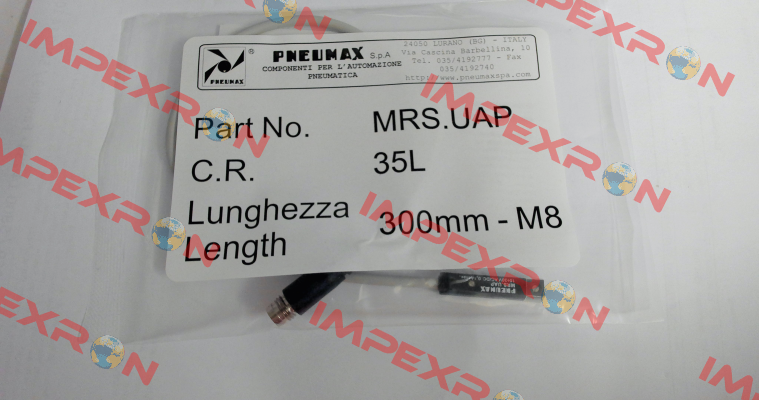 PNEUMAX
®
PNEUMAX S.p.A
COMPONENTI PER L'AUTOMAZIONE
PNEUMATICA
24050 LURANO (BG) - ITALY
Via Cascina Barbellina, 10
Tel. 035/4192777 - Fax
035/4192740
http://www.pneumaxspa.com
Part No. MRS.UAP
C.R. 35L
Lunghezza
Length
300mm - M8
PNEUMAX
MRS.UAP
IMPEXRON
IMPEXRON
IMPEXRON
IMPEXRON
IMPEXRON
IMPEXRON
IMPEXRON